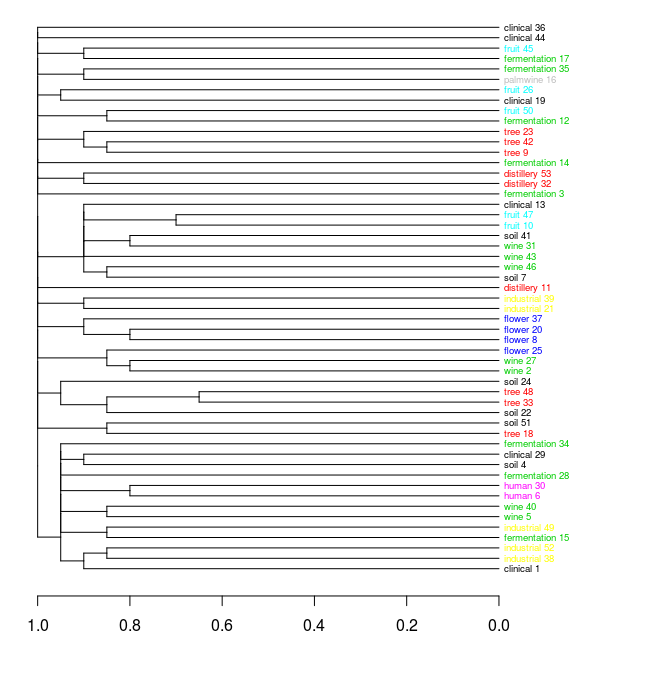 clinical 36
clinical 44
fruit 45
fermentation 17
fermentation 35
palmwine 16
fruit 26
clinical 19
fruit 50
fermentation 12
tree 23
tree 42
tree 9
fermentation 14
distillery 53
distillery 32
fermentation 3
clinical 13
fruit 47
fruit 10
soil 41
wine 31
wine 43
wine 46
soil 7
distillery 11
industrial
industrial 21
flower 37
flower 20
flower 8
flower 25
wine 27
wine 2
soil 24
tree 48
tree 33
soil 22
soil 51
tree 18
fermentation 34
clinical 29
soil 4
fermentation 28
human 30
human 6
wine 40
wine 5
industrial 49
fermentation 15
industrial 52
industrial
clinical 1
1.0 0.8 0.6 0.4 0.2 0.0